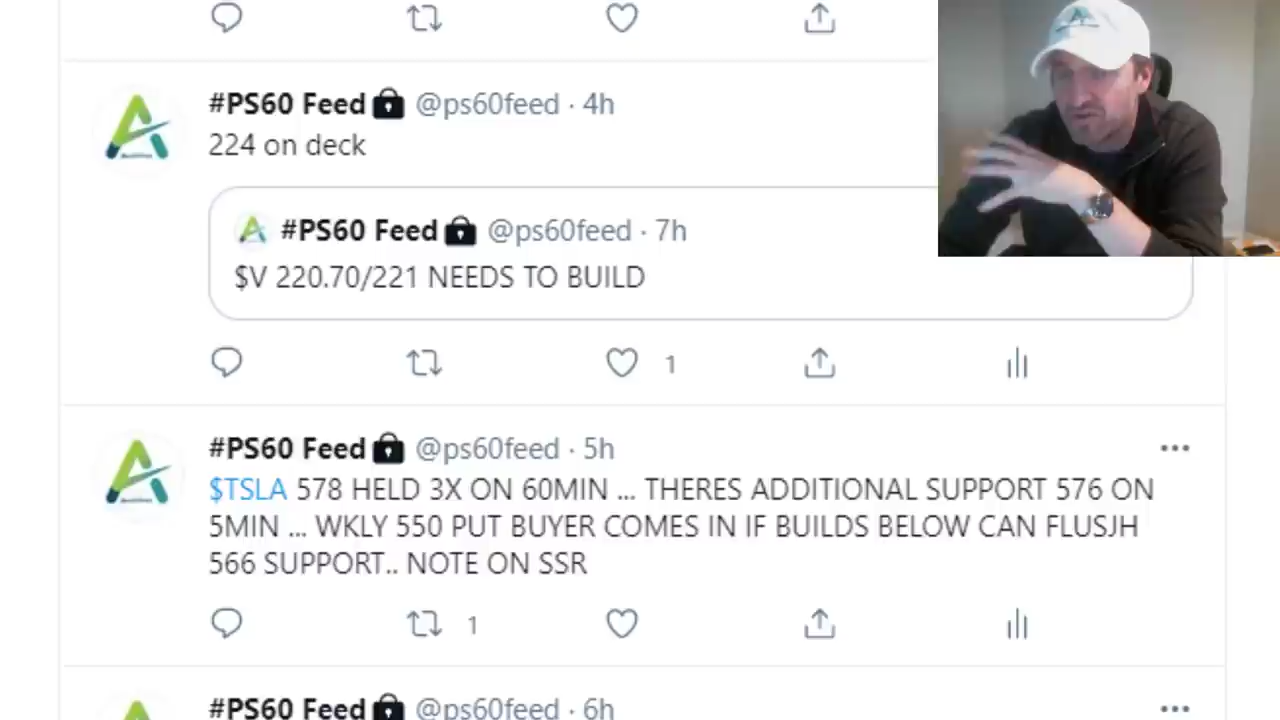 #PS60 Feed @ps60feed · 4h
224 on deck
#PS60 Feed @ps60feed · 7h
$V 220.70/221 NEEDS TO BUILD
1
#PS60 Feed @ps60feed · 5h
$TSLA 578 HELD 3X ON 60MIN ... THERES ADDITIONAL SUPPORT 576 ON
5MIN ... WKLY 550 PUT BUYER COMES IN IF BUILDS BELOW CAN FLUSJH
566 SUPPORT.. NOTE ON SSR
1
#PS60 Feed @ps60feed · 6h